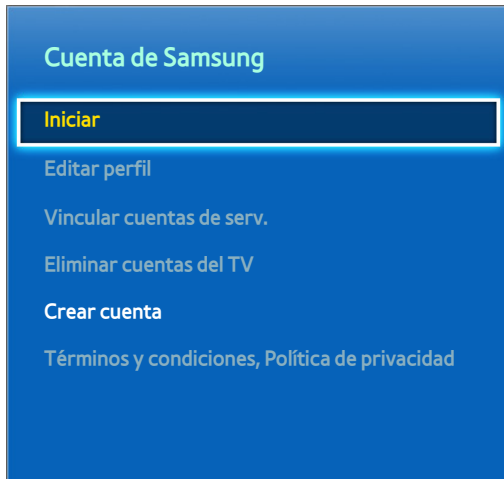 Cuenta de Samsung
Iniciar
Editar perfil
Vincular cuentas de serv.
Eliminar cuentas del TV
Crear cuenta
Términos y condiciones, Política de privacidad